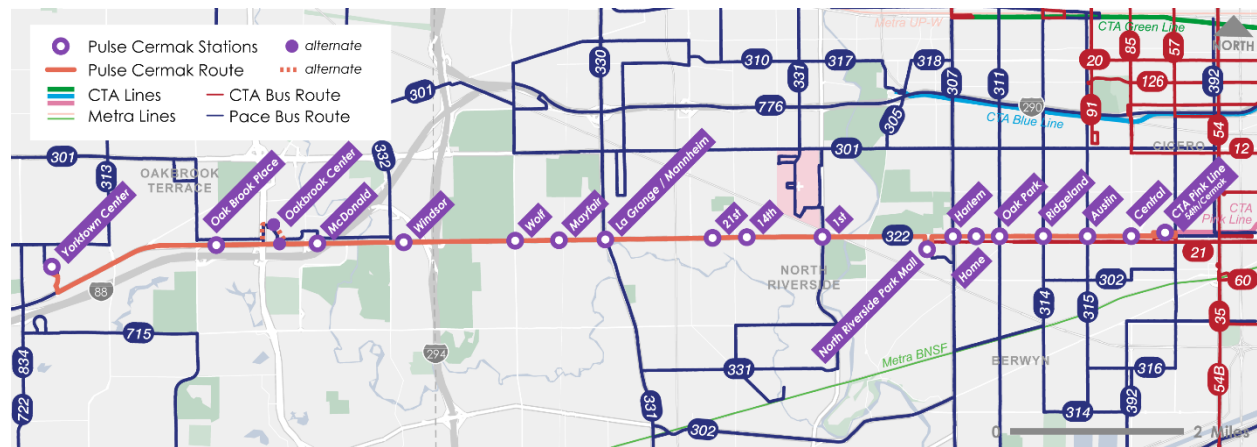 Pulse Cermak Stations
alternate
Pulse Cermak Route
alternate
CTA Lines
CTA Bus Route
Metra Lines
Pace Bus Route
Metra UP-W
CTA Green Line
NORTH
330
310
331
317
318
307
311
20
85
57
392
126
301
776
305
290
91
CTA Blue Line
54
301
12
CICERO
301
313
OAKBROOK
TERRACE
332
Yorktown Center
Oak Brook Place
Oakbrook Center
McDonald
Windsor
Wolf
Mayfair
La Grange / Mannheim
21st
14th
1st
322
North Riverside Park Mall
Harlem
Home
Oak Park
Ridgeland
Austin
Central
CTA Pink Line
54th/Cermak
CTA
Pink Line
21
NORTH
RIVERSIDE
302
60
88
314
315
35
715
294
Metra BNSF
834
BERWYN
331
316
54B
722
331
392
302
314
0
2 Miles